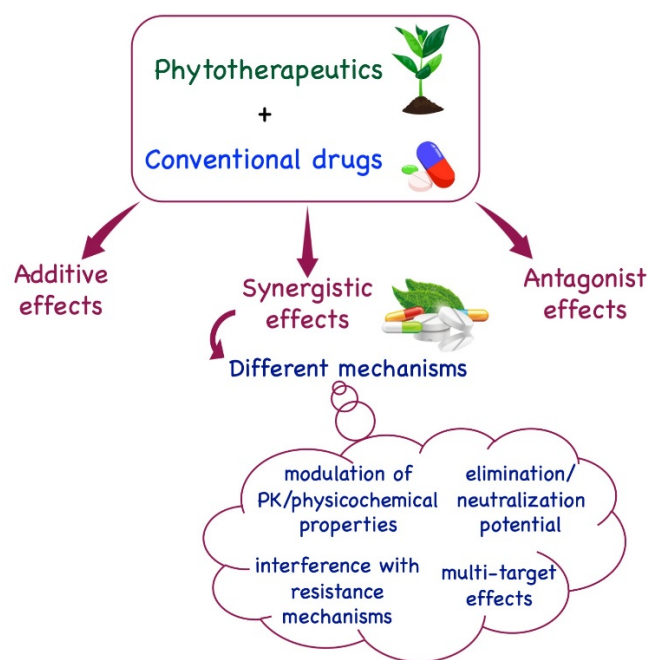 Phytotherapeutics
+
Conventional drugs
Additive
effects
Synergistic
effects
Antagonist
effects
Different mechanisms
modulation of
PK/physicochemical
properties
elimination/
neutralization
potential
interference with
resistance
mechanisms
multi-target
effects